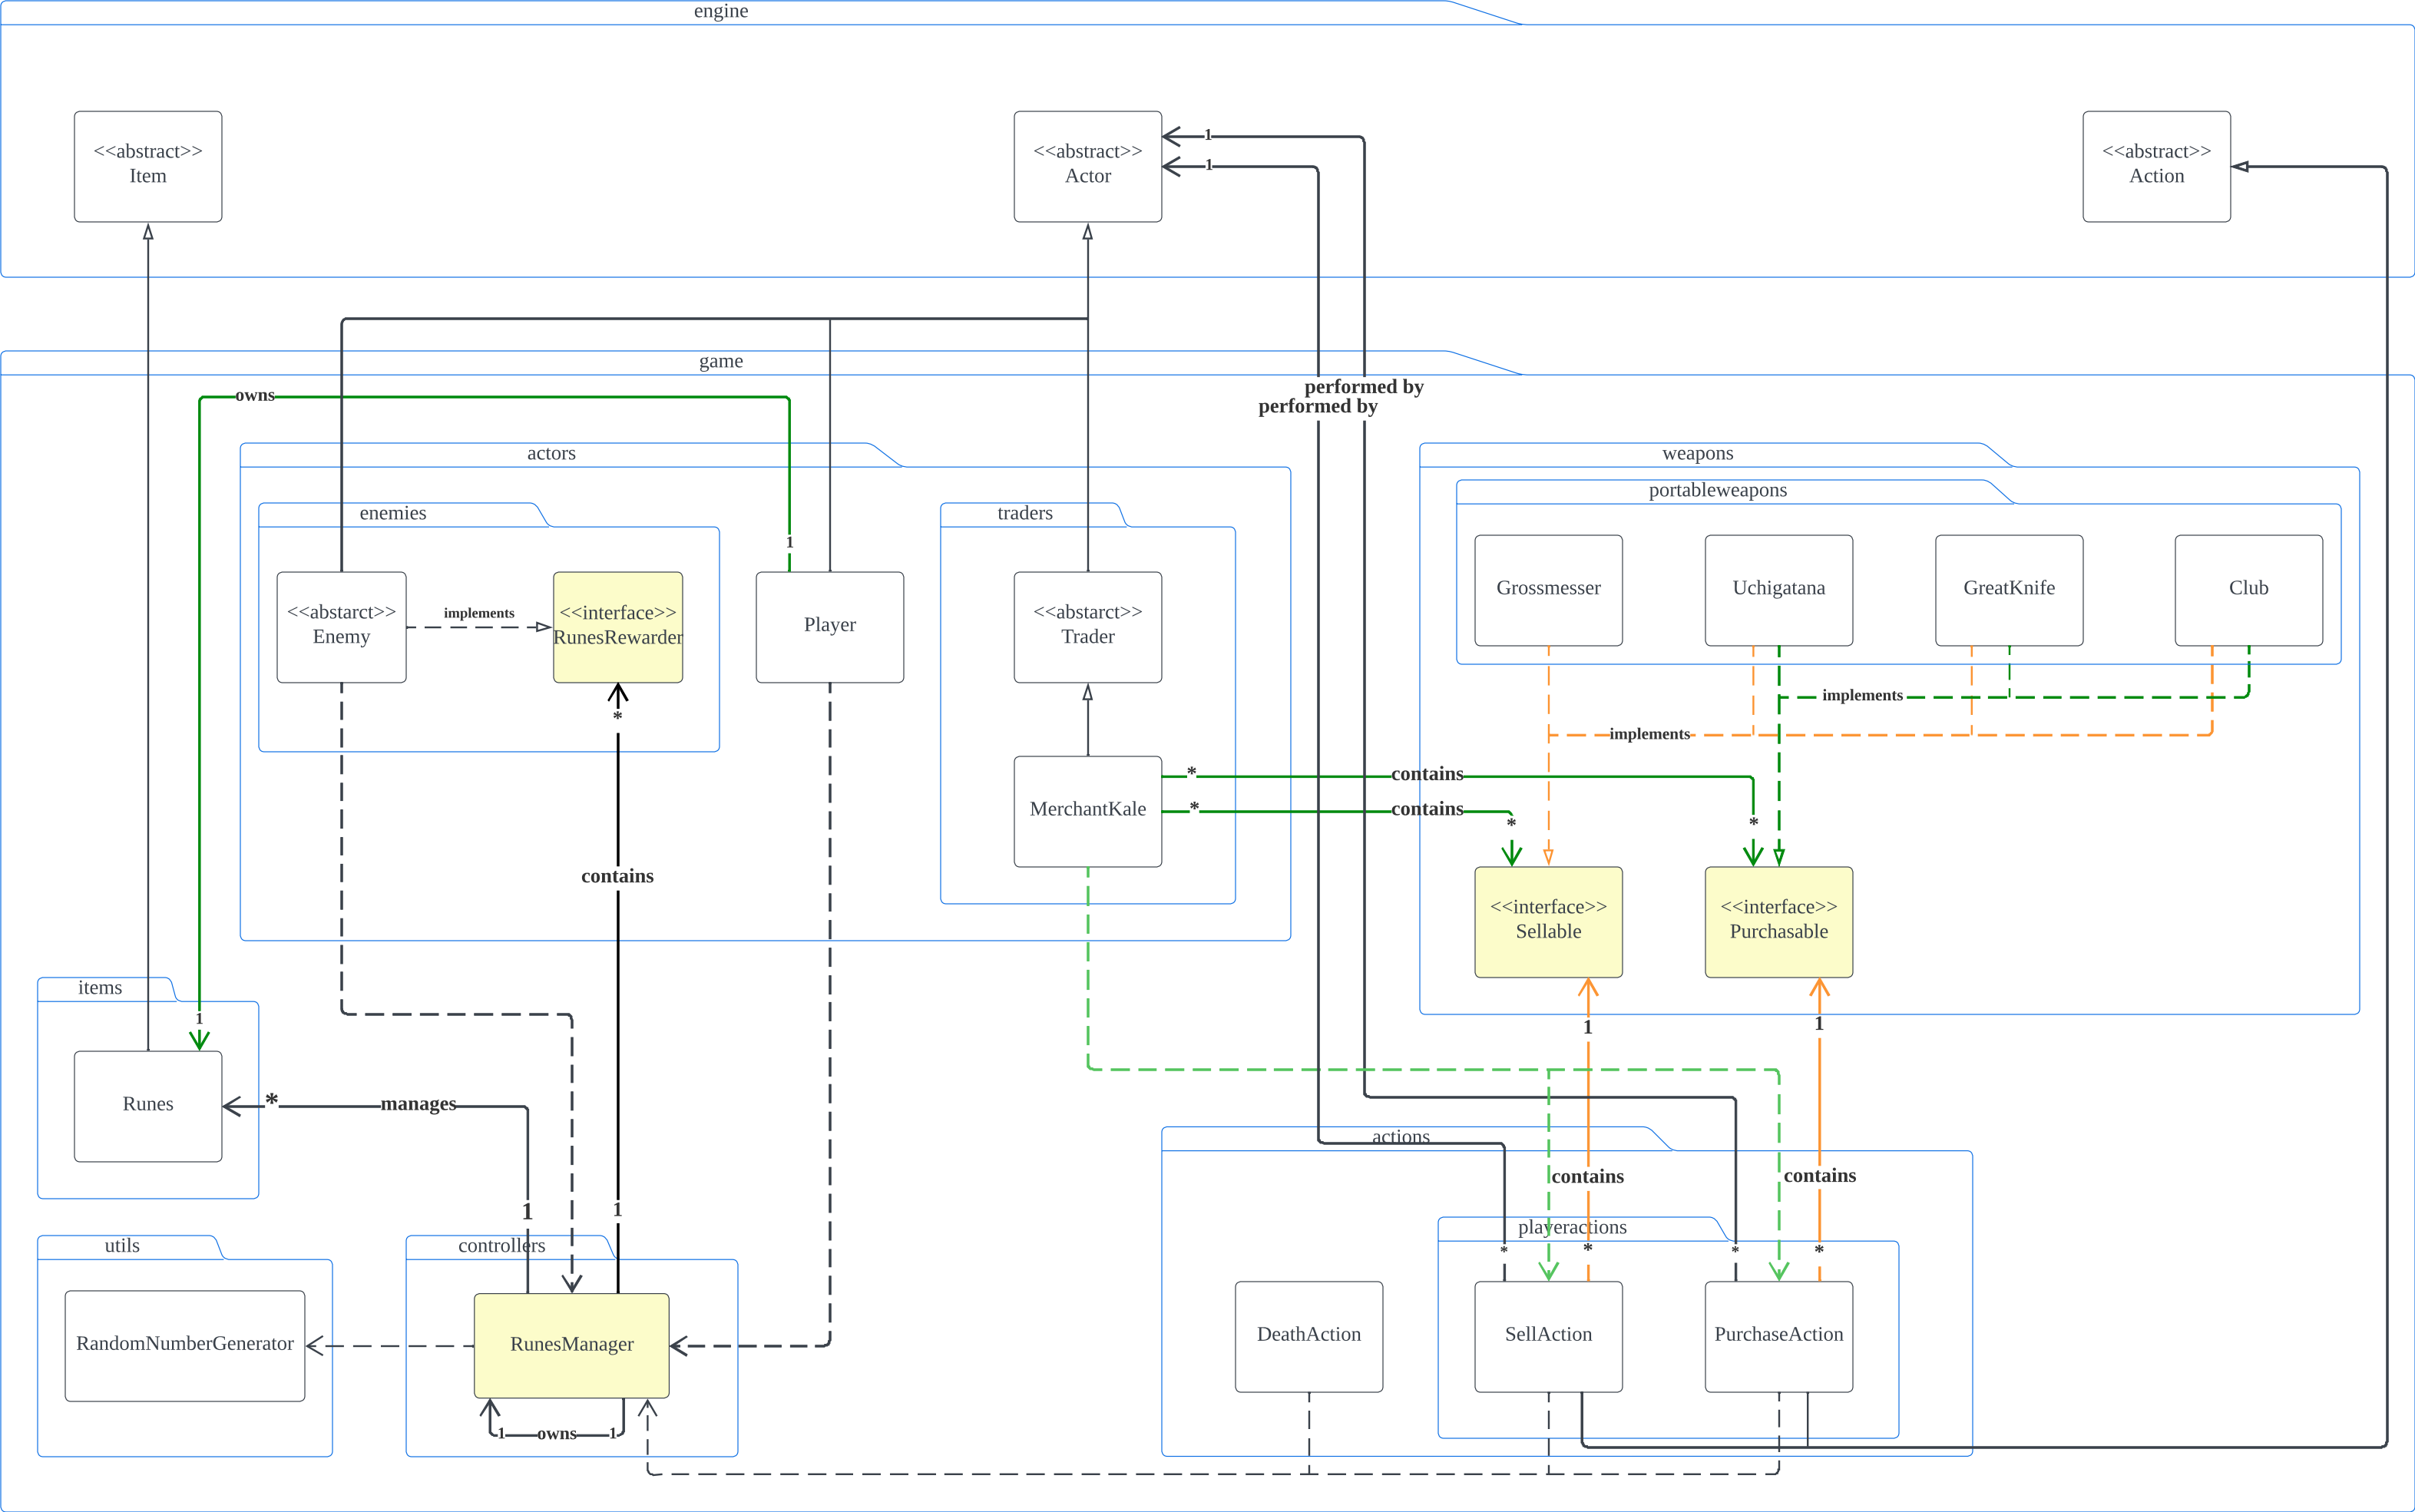 engine
<<abstract>>
Item
<<abstract>>
Actor
1
1
<<abstract>>
Action
game
performed by
performed by
owns
actors
weapons
portableweapons
enemies
traders
1
<<abstarct>>
Enemy
implements
<<interface>>
RunesRewarder
Player
<<abstarct>>
Trader
Grossmesser
Uchigatana
GreatKnife
Club
implements
*
implements
MerchantKale
*
contains
*
contains
*
*
contains
<<interface>>
Sellable
<<interface>>
Purchasable
items
1
1
1
Runes
*
manages
actions
contains
contains
1
1
playeractions
utils
controllers
*
*
*
*
RandomNumberGenerator
RunesManager
DeathAction
SellAction
PurchaseAction
1
owns
1